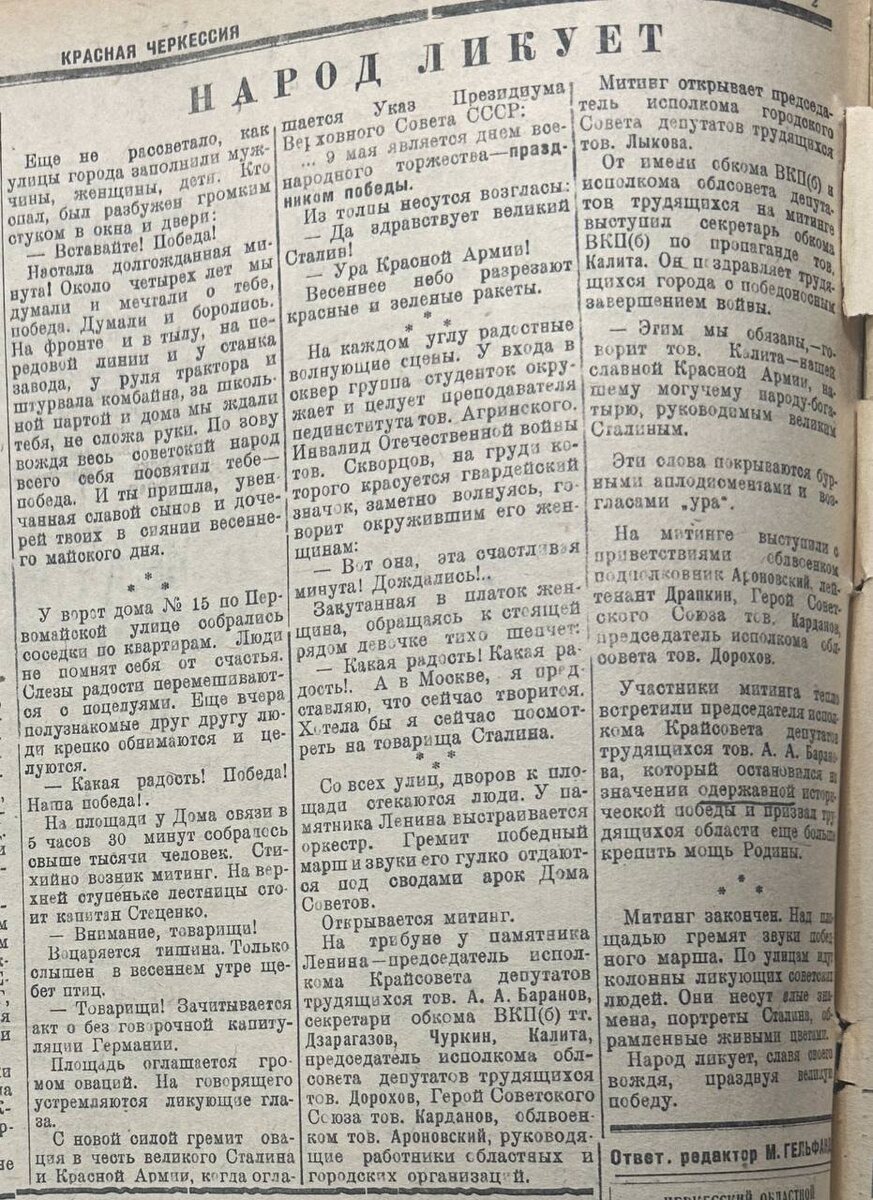 2
КРАСНАЯ ЧЕРКЕССИЯ
НАРОД ЛИКУЕТ
Еще не рассветало, как
улицы города заполнили муж-
чины, женщины, дети. Кто
спал, был разбужен громким
стуком в окна и двери:
— Вставайте! Победа!
Настала долгожданная ми-
нута! Около четырех лет мы
думали и мечтали о тебе,
победа. Думали и боролись.
На фронте и в тылу, на пе-
редовой линии и у станка
завода, у руля трактора и
штурвала комбайна, за школь-
ной партой и дома мы ждали
тебя, не сложа руки. По зову
вождя весь советский народ
всего себя посвятил тебе—
победа. И ты пришла, увен-
чанная славой сынов и доче-
рей твоих в сиянии весенне-
го майского дня.
* * *
У ворот дома № 15 по Пер-
вомайской улице собрались
соседки по квартирам. Люди
не помнят себя от счастья.
Слезы радости перемешивают-
ся с поцелуями. Еще вчера
полузнакомые друг другу лю-
ди крепко обнимаются и це-
луются.
— Какая радость! Победа!
Наша победа!.
На площади у Дома связи в
5 часов 30 минут собралось
свыше тысячи человек. Сти-
хийно возник митинг. На вер-
хней ступеньке лестницы сто-
ит капитан Стеценко.
— Внимание, товарищи!
Воцаряется тишина. Только
слышен в весеннем утре ще-
бет птиц.
— Товарищи! Зачитывается
акт о без говорочной капиту-
ляции Германии.
Площадь оглашается гро-
мом оваций. На говорящего
устремляются ликующие гла-
за.
С новой силой гремит ова-
ция в честь великого Сталина
и Красной Армии, когда огла-
шается Указ Президиума
Верховного Совета СССР:
... 9 мая является днем все-
народного торжества—празд-
ником победы.
Из толпы несутся возгласы:
— Да здравствует великий
Сталин!
— Ура Красной Армии!
Весеннее небо разрезают
красные и зеленые ракеты.
* * *
На каждом углу радостные
волнующие сцены. У входа в
сквер группа студенток окру-
жает и целует преподавателя
пединститута тов. Агринского.
Инвалид Отечественной войны
тов. Скворцов, на груди ко-
торого красуется гвардейский
значок, заметно волнуясь, го-
ворит окружившим его жен-
щинам:
— Вот она, эта счастливая
минута! Дождались!..
Закутанная в платок жен-
щина, обращаясь к стоящей
рядом девочке тихо шепчет:
— Какая радость! Какая ра-
дость!. А в Москве, я пред-
ставляю, что сейчас творится.
Хотела бы я сейчас посмот-
реть на товарища Сталина.
* * *
Со всех улиц, дворов к пло-
щади стекаются люди. У па-
мятника Ленина выстраивается
оркестр. Гремит победный
марш и звуки его гулко отдают-
ся под сводами арок Дома
Советов.
Открывается митинг.
На трибуне у памятника
Ленина—председатель испол-
кома Крайсовета депутатов
трудящихся тов. А. А. Баранов,
секретари обкома ВКП(б) тт.
Дзарагазов, Чуркин, Калита,
председатель исполкома обл-
совета депутатов трудящихся
тов. Дорохов, Герой Советского
Союза тов. Карданов, облвоен-
ком тов. Ароновский, руководя-
щие работники областных и
городских организаций.
Митинг открывает председа-
тель исполкома городского
Совета депутатов трудящихся
тов. Лыкова.
От имени обкома ВКП(б) и
исполкома облсовета депута-
тов трудящихся на митинге
выступил секретарь обкома
ВКП(б) по пропаганде тов.
Калита. Он поздравляет трудя-
щихся города с победоносным
завершением войны.
— Этим мы обязаны,—го-
ворит тов. Калита—нашей
славной Красной Армии, на-
шему могучему народу-бога-
тырю, руководимым великим
Сталиным.
Эти слова покрываются бур-
ными аплодисментами и воз-
гласами „ура“.
На митинге выступили с
приветствиями облвоенком
подполковник Ароновский, лей-
тенант Драпкин, Герой Совет-
ского Союза тов. Карданов,
председатель исполкома обл-
совета тов. Дорохов.
Участники митинга тепло
встретили председателя испол-
кома Крайсовета депутатов
трудящихся тов. А. А. Барано-
ва, который остановился на
значении одержавной истори-
ческой победы и призвал тру-
дящихся области еще больше
крепить мощь Родины.
* * *
Митинг закончен. Над пло-
щадью гремят звуки побед-
ного марша. По улицам идут
колонны ликующих советских
людей. Они несут алые зна-
мена, портреты Сталина, об-
рамленные живыми цветами.
Народ ликует, славя своего
вождя, празднуя великую
победу.
Ответ. редактор М. ГЕЛЬФАНД
ЧЕРКЕССКИЙ ОБЛАСТНОЙ